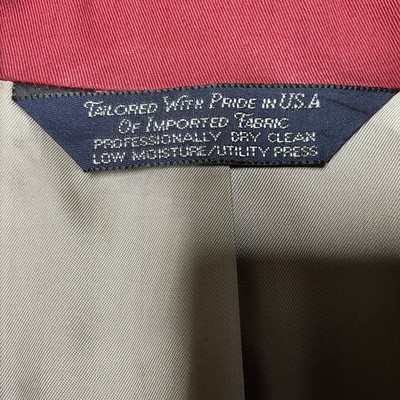 Tailored With Pride in U.S.A
Of Imported Fabric
PROFESSIONALLY DRY CLEAN
LOW MOISTURE/UTILITY PRESS